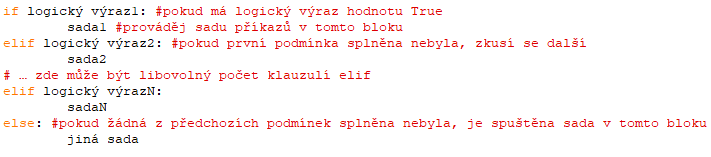 if logický výraz1: #pokud má logický výraz hodnotu True
sada1 #prováděj sadu příkazů v tomto bloku
elif logický výraz2: #pokud první podmínka splněna nebyla, zkusí se další
sada2
# … zde může být libovolný počet klauzulí elif
elif logický výrazN:
sadaN
else: #pokud žádná z předchozích podmínek splněna nebyla, je spuštěna sada v tomto bloku
jiná sada